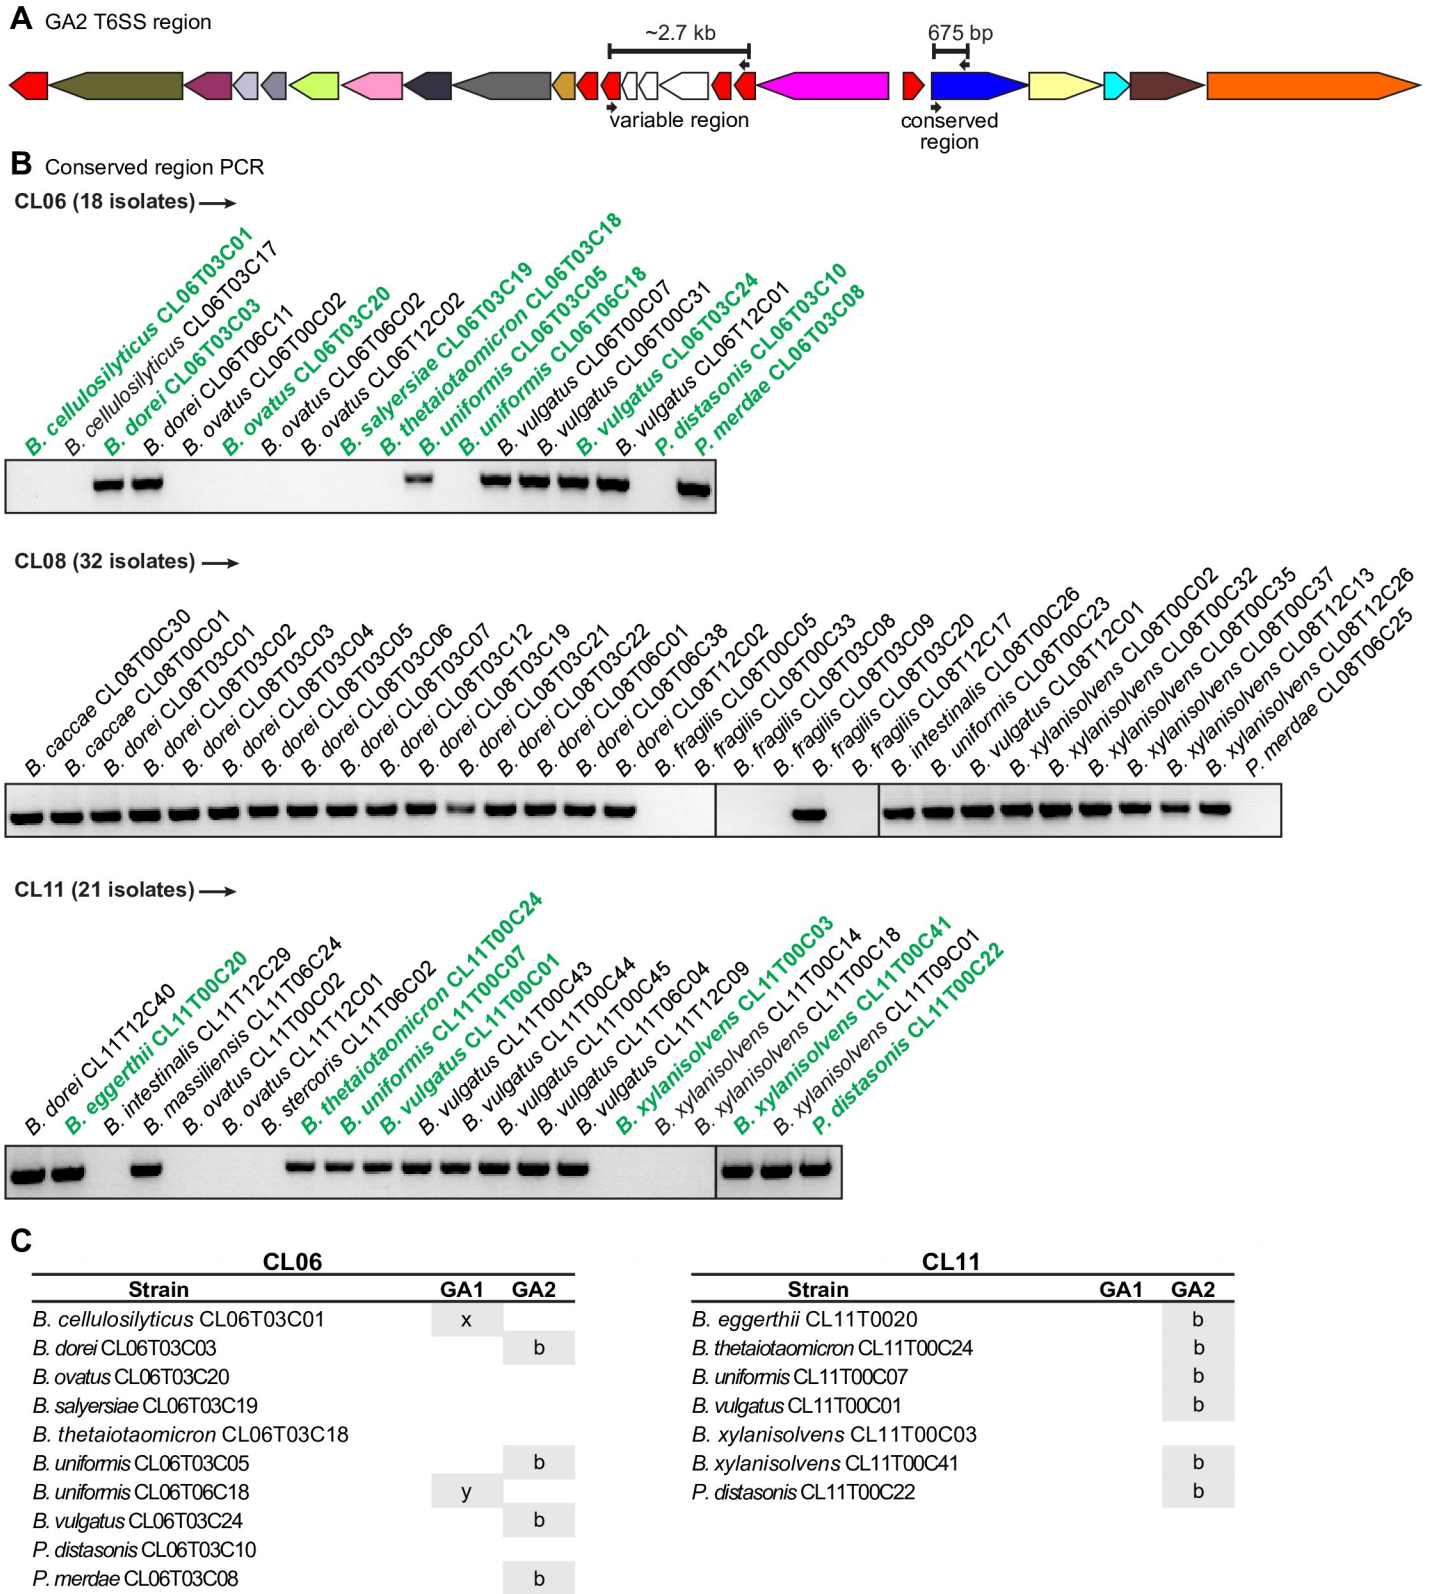 A GA2 T6SS region
~2.7 kb
675 bp
variable region
conserved
region
B Conserved region PCR
CL06 (18 isolates)
B. cellulosilyticus CL06T03C01
B. cellulosilyticus CL06T03C17
B. dorei CL06T03C03
B. dorei CL06T06C11
B. ovatus CL06T00C02
B. ovatus CL06T03C20
B. ovatus CL06T06C02
B. ovatus CL06T12C02
B. salyersiae CL06T03C19
B. thetaiotaomicron CL06T03C18
B. uniformis CL06T03C05
B. uniformis CL06T06C18
B. vulgatus CL06T00C07
B. vulgatus CL06T00C31
B. vulgatus CL06T03C24
B. vulgatus CL06T12C01
P. distasonis CL06T03C10
P. merdae CL06T03C08
CL08 (32 isolates)
B. caccae CL08T00C30
B. caccae CL08T00C01
B. dorei CL08T03C01
B. dorei CL08T03C02
B. dorei CL08T03C03
B. dorei CL08T03C04
B. dorei CL08T03C05
B. dorei CL08T03C06
B. dorei CL08T03C07
B. dorei CL08T03C12
B. dorei CL08T03C19
B. dorei CL08T03C21
B. dorei CL08T03C22
B. dorei CL08T06C01
B. dorei CL08T06C38
B. dorei CL08T12C02
B. fragilis CL08T00C05
B. fragilis CL08T00C33
B. fragilis CL08T03C08
B. fragilis CL08T03C09
B. fragilis CL08T03C20
B. fragilis CL08T12C17
B. intestinalis CL08T00C26
B. uniformis CL08T00C23
B. vulgatus CL08T12C01
B. xylanisolvens CL08T00C02
B. xylanisolvens CL08T00C32
B. xylanisolvens CL08T00C35
B. xylanisolvens CL08T00C37
B. xylanisolvens CL08T12C13
B. xylanisolvens CL08T12C26
P. merdae CL08T06C25
CL11 (21 isolates)
B. dorei CL11T12C40
B. eggerthii CL11T00C20
B. intestinalis CL11T12C29
B. massiliensis CL11T06C24
B. ovatus CL11T00C02
B. ovatus CL11T12C01
B. stercoris CL11T06C02
B. thetaiotaomicron CL11T00C24
B. uniformis CL11T00C07
B. vulgatus CL11T00C01
B. vulgatus CL11T00C43
B. vulgatus CL11T00C44
B. vulgatus CL11T00C45
B. vulgatus CL11T06C04
B. vulgatus CL11T12C09
B. xylanisolvens CL11T00C03
B. xylanisolvens CL11T00C14
B. xylanisolvens CL11T00C18
B. xylanisolvens CL11T00C41
B. xylanisolvens CL11T09C01
P. distasonis CL11T00C22
C
CL06
Strain GA1 GA2
B. cellulosilyticus CL06T03C01 x
B. dorei CL06T03C03 b
B. ovatus CL06T03C20
B. salyersiae CL06T03C19
B. thetaiotaomicron CL06T03C18
B. uniformis CL06T03C05 b
B. uniformis CL06T06C18 y
B. vulgatus CL06T03C24 b
P. distasonis CL06T03C10
P. merdae CL06T03C08 b
CL11
Strain GA1 GA2
B. eggerthii CL11T0020 b
B. thetaiotaomicron CL11T00C24 b
B. uniformis CL11T00C07 b
B. vulgatus CL11T00C01 b
B. xylanisolvens CL11T00C03
B. xylanisolvens CL11T00C41 b
P. distasonis CL11T00C22 b